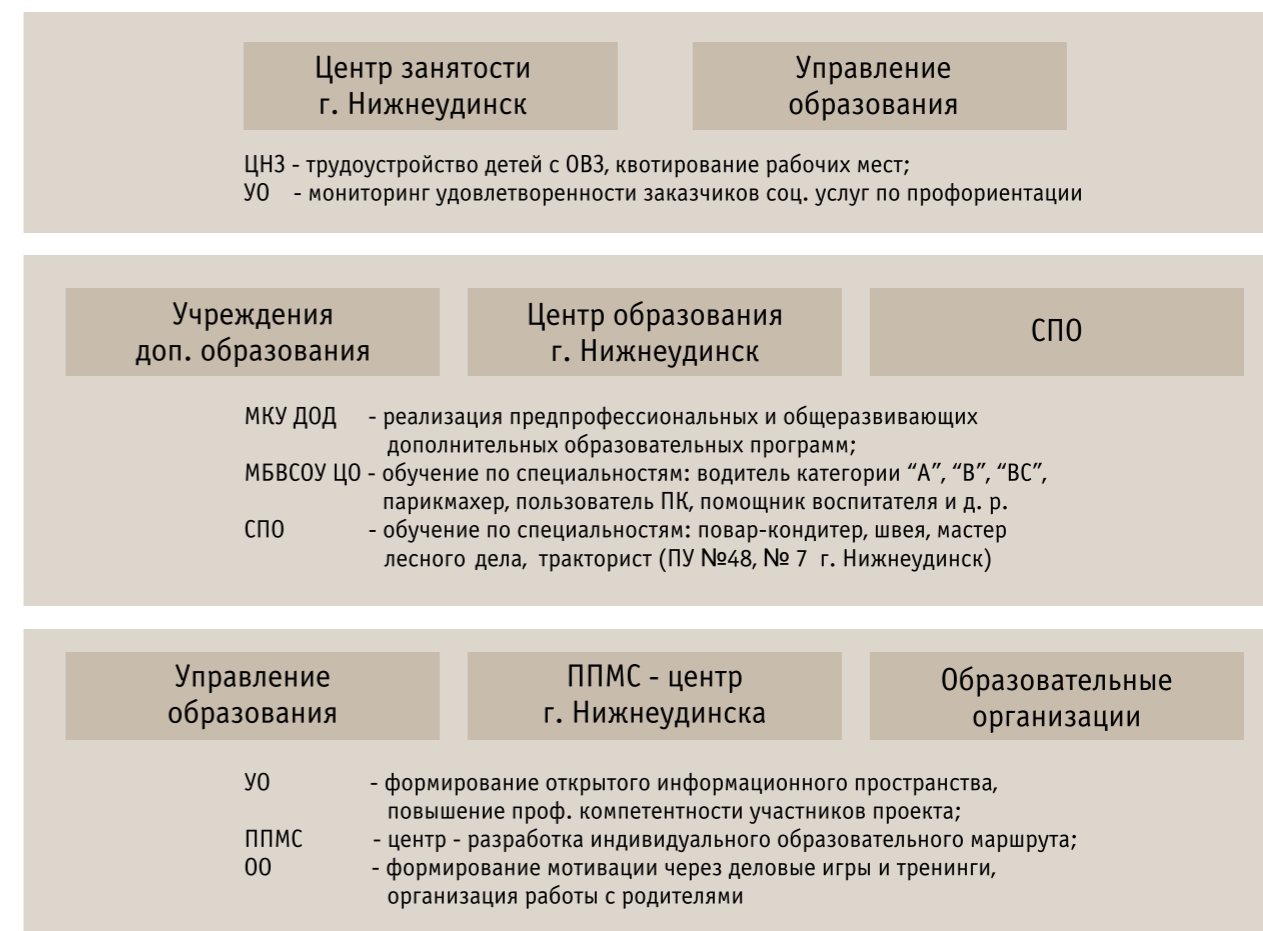 Центр занятости
г. Нижнеудинск
Управление
образования
ЦНЗ - трудоустройство детей с ОВЗ, квотирование рабочих мест;
УО - мониторинг удовлетворенности заказчиков соц. услуг по профориентации
Учреждения
доп. образования
Центр образования
г. Нижнеудинск
СПО
МКУ ДОД - реализация предпрофессиональных и общеразвивающих
дополнительных образовательных программ;
МБВСОУ ЦО - обучение по специальностям: водитель категории “А”, “В”, “ВС”,
парикмахер, пользователь ПК, помощник воспитателя и д. р.
СПО - обучение по специальностям: повар-кондитер, швея, мастер
лесного дела, тракторист (ПУ №48, № 7 г. Нижнеудинск)
Управление
образования
ППМС - центр
г. Нижнеудинска
Образовательные
организации
УО - формирование открытого информационного пространства,
повышение проф. компетентности участников проекта;
ППМС - центр - разработка индивидуального образовательного маршрута;
ОО - формирование мотивации через деловые игры и тренинги,
организация работы с родителями